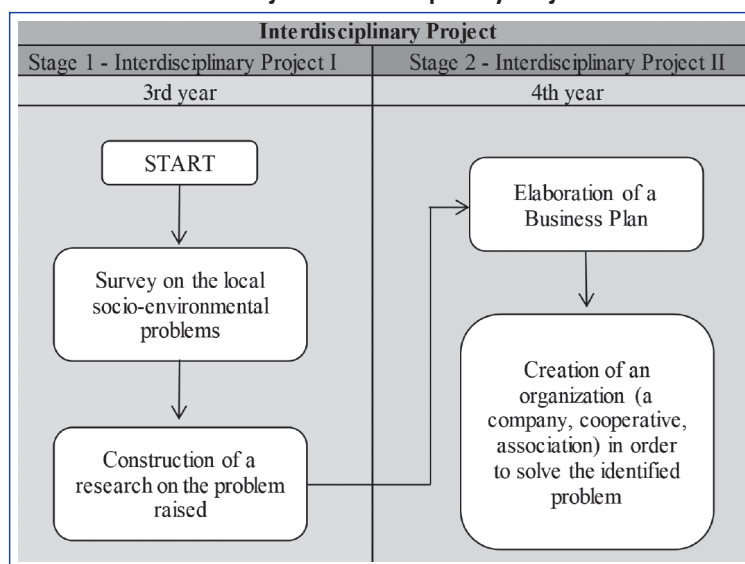 Interdisciplinary Project
Stage 1 - Interdisciplinary Project I
3rd year
START
Survey on the local
socio-environmental
problems
Construction of a
research on the problem
raised
Stage 2 - Interdisciplinary Project II
4th year
Elaboration of a
Business Plan
Creation of an
organization (a
company, cooperative,
association) in order
to solve the identified
problem